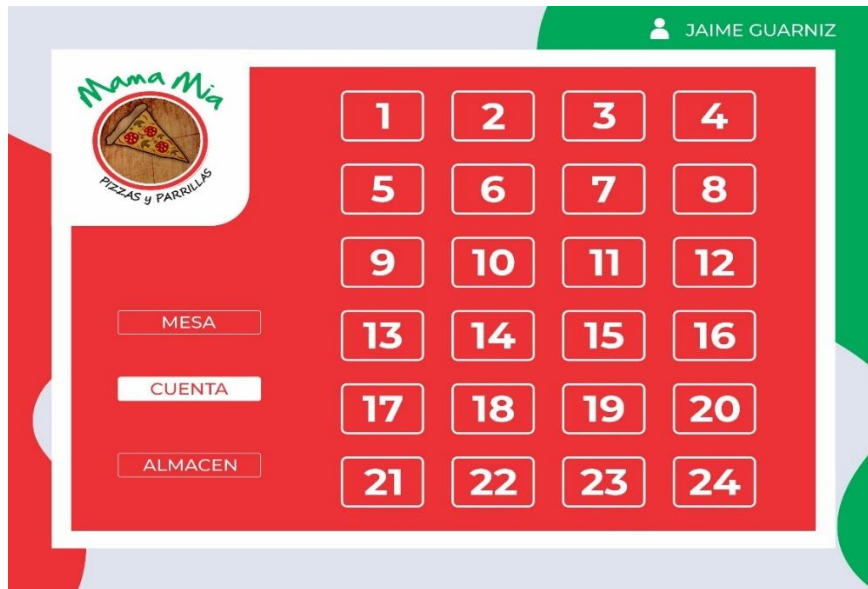 JAIME GUARNIZ
Mama Mia
PIZZAS y PARRILLAS
1 2 3 4
5 6 7 8
9 10 11 12
MESA
13 14 15 16
CUENTA
17 18 19 20
ALMACEN
21 22 23 24